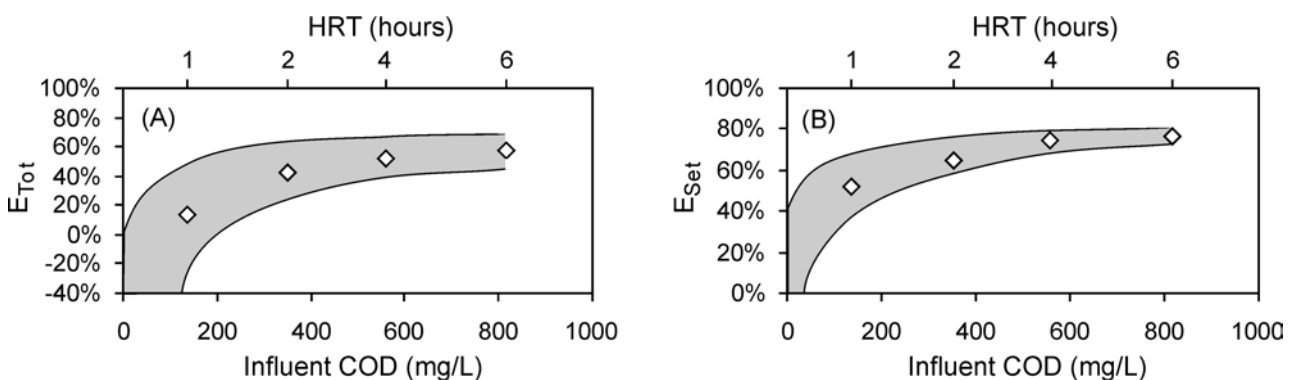 HRT (hours)
1 2 4 6
100%
80%
60%
40%
20%
0%
-20%
-40%
E_Tot
(A)
0 200 400 600 800 1000
Influent COD (mg/L)
HRT (hours)
1 2 4 6
100%
80%
60%
40%
20%
0%
E_Set
(B)
0 200 400 600 800 1000
Influent COD (mg/L)